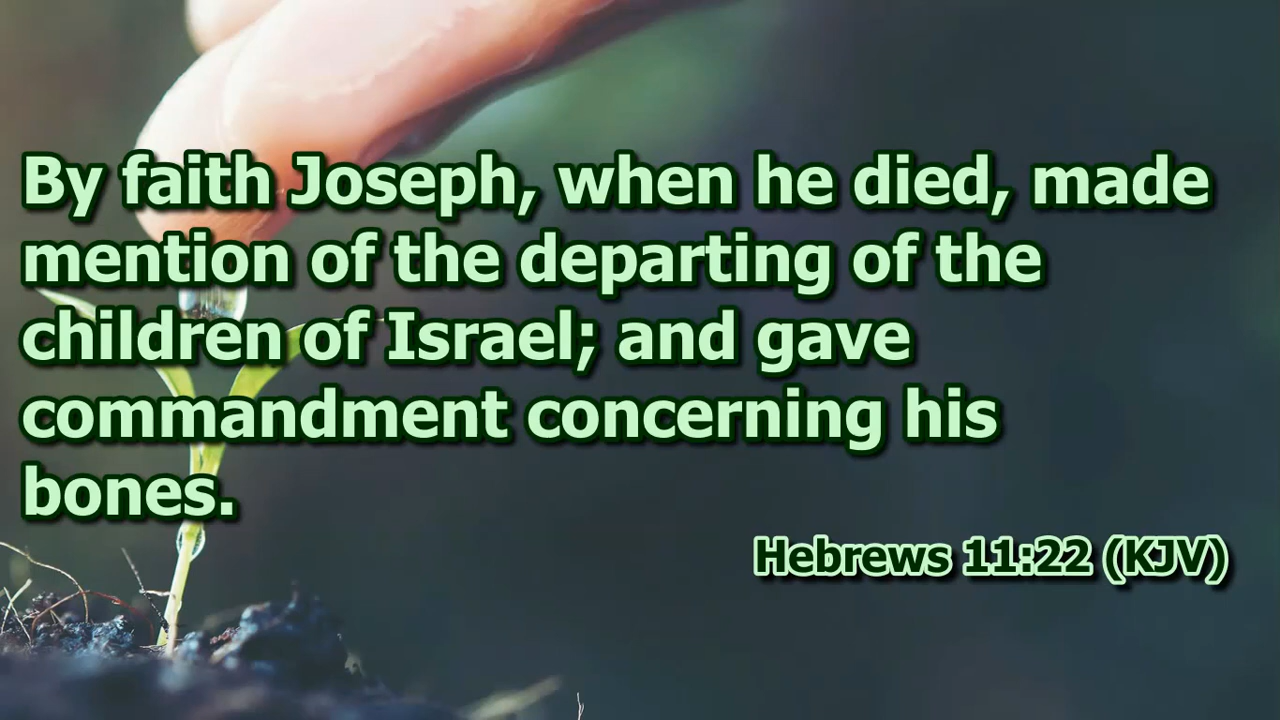 By faith Joseph, when he died, made
mention of the departing of the
children of Israel; and gave
commandment concerning his
bones.
Hebrews 11:22 (KJV)